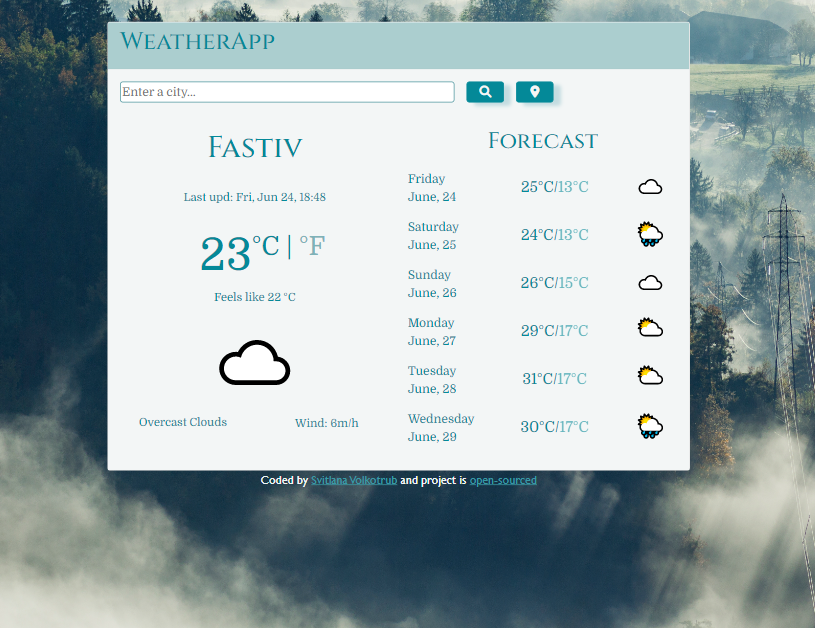 WeatherApp
Enter a city...
Fastiv
Last upd: Fri, Jun 24, 18:48
23°C | °F
Feels like 22 °C
Overcast Clouds
Wind: 6m/h
Forecast
Friday
June, 24
25°C/13°C
Saturday
June, 25
24°C/13°C
Sunday
June, 26
26°C/15°C
Monday
June, 27
29°C/17°C
Tuesday
June, 28
31°C/17°C
Wednesday
June, 29
30°C/17°C
Coded by Svitlana Volkotrub and project is open-sourced